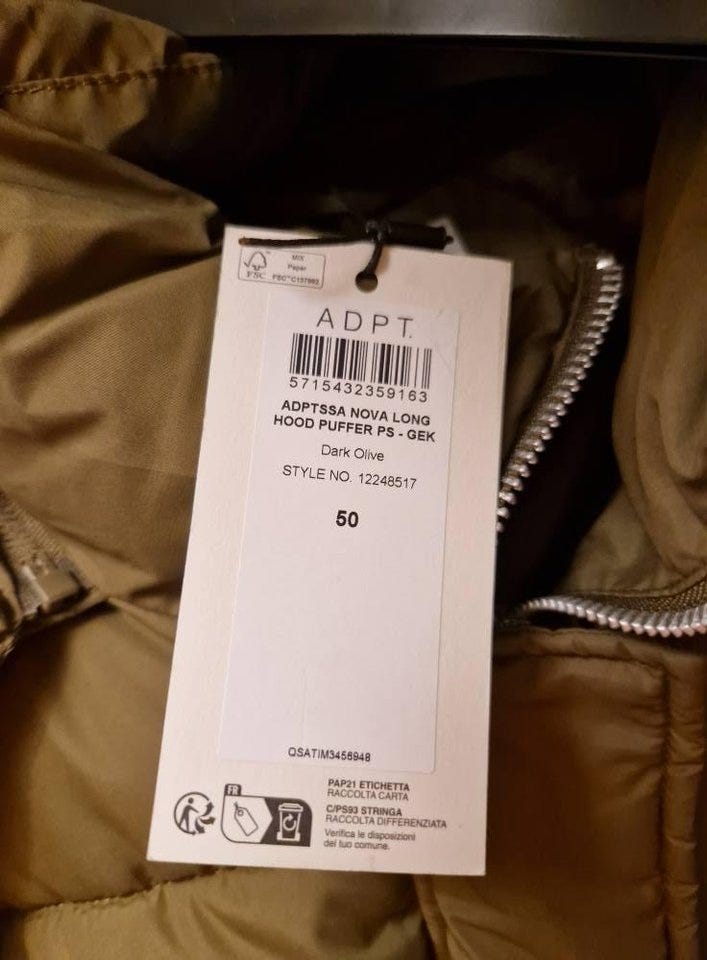 MIX
Paper
FSC
FSC™ C157992
ADPT.
5715432359163
ADPTSSA NOVA LONG
HOOD PUFFER PS - GEK
Dark Olive
STYLE NO. 12248517
50
QSATIM3456948
FR
PAP21 ETICHETTA
RACCOLTA CARTA
C/PS93 STRINGA
RACCOLTA DIFFERENZIATA
Verifica le disposizioni
del tuo comune.